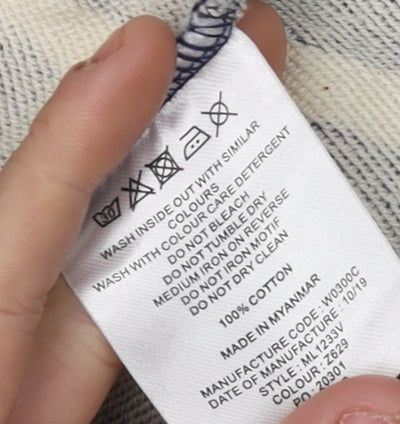 30
WASH INSIDE OUT WITH SIMILAR
COLOURS
WASH WITH COLOUR CARE DETERGENT
DO NOT BLEACH
DO NOT TUMBLE DRY
MEDIUM IRON ON REVERSE
DO NOT IRON MOTIF
DO NOT DRY CLEAN
100% COTTON
MADE IN MYANMAR
MANUFACTURE CODE : W0300C
DATE OF MANUFACTURE : 10/19
STYLE : ML1233V
COLOUR : Z629
PO : 20301